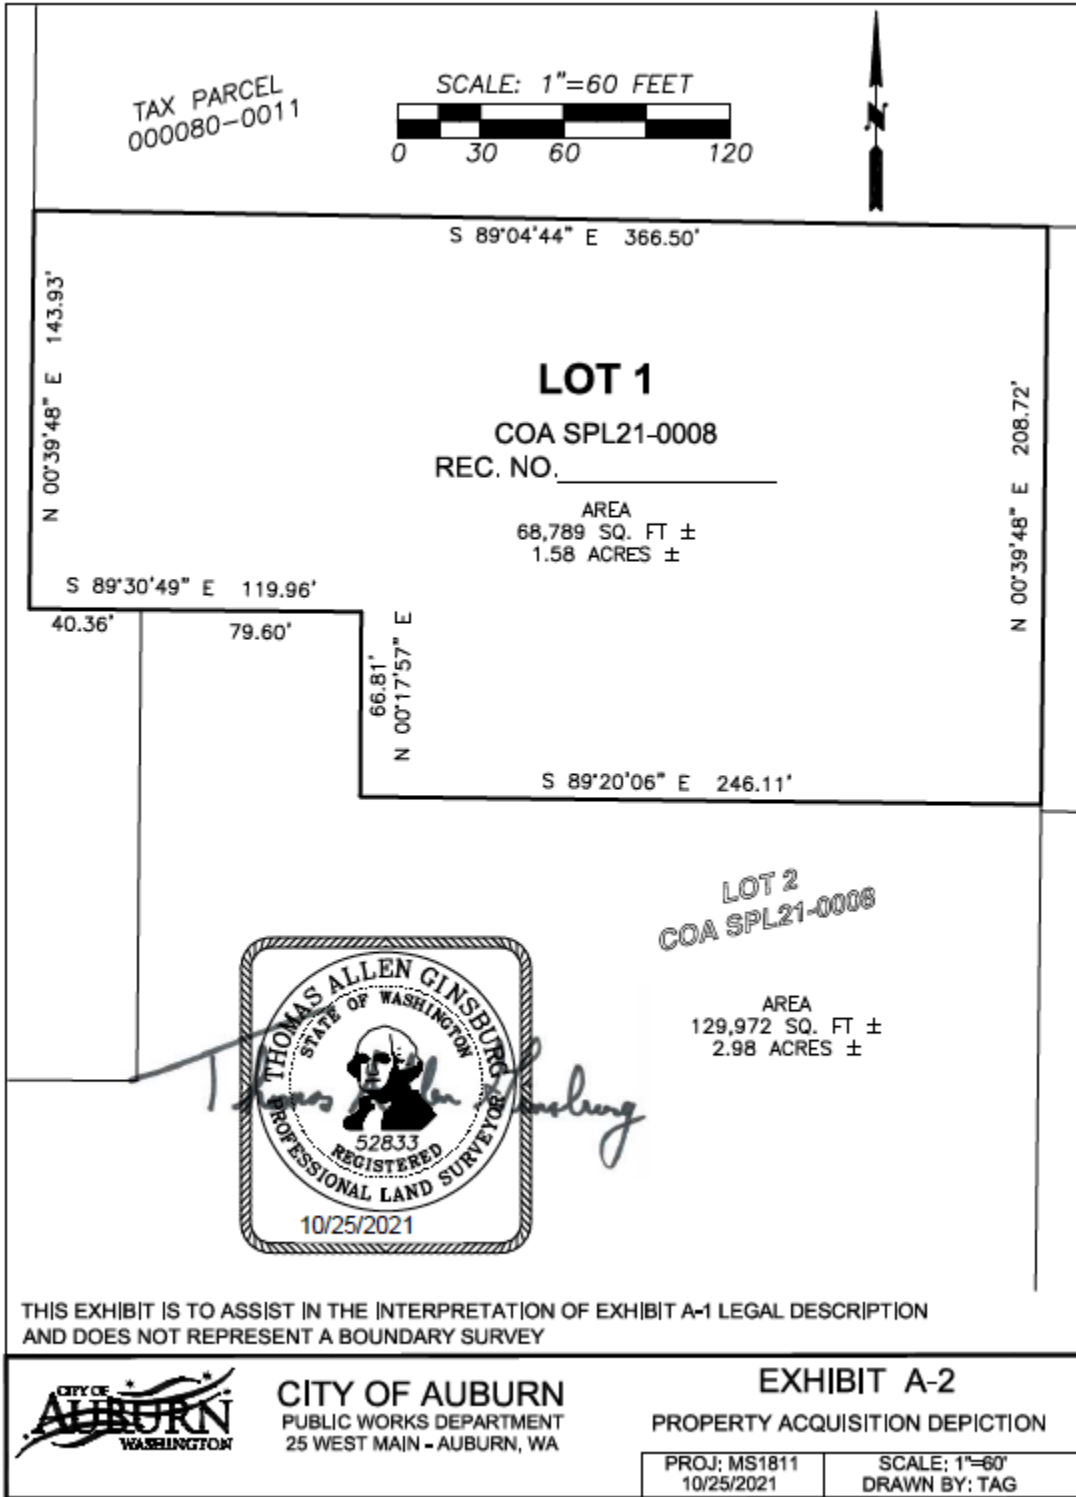 TAX PARCEL
000080-0011
SCALE: 1"=60 FEET
0 30 60 120
N
S 89°04'44" E 366.50'
N 00°39'48" E 143.93'
LOT 1
COA SPL21-0008
REC. NO.
AREA
68,789 SQ. FT ±
1.58 ACRES ±
N 00°39'48" E 208.72'
S 89°30'49" E 119.96'
40.36'
79.60'
66.81'
N 00°17'57" E
S 89°20'06" E 246.11'
LOT 2
COA SPL21-0008
AREA
129,972 SQ. FT ±
2.98 ACRES ±
THOMAS ALLEN GINSBURG
STATE OF WASHINGTON
Thomas Allen Ginsburg
52833
REGISTERED
PROFESSIONAL LAND SURVEYOR
10/25/2021
THIS EXHIBIT IS TO ASSIST IN THE INTERPRETATION OF EXHIBIT A-1 LEGAL DESCRIPTION
AND DOES NOT REPRESENT A BOUNDARY SURVEY
CITY OF
AUBURN
WASHINGTON
CITY OF AUBURN
PUBLIC WORKS DEPARTMENT
25 WEST MAIN - AUBURN, WA
EXHIBIT A-2
PROPERTY ACQUISITION DEPICTION
PROJ: MS1811
10/25/2021
SCALE: 1"=60'
DRAWN BY: TAG